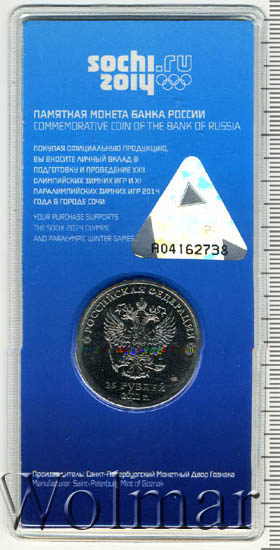 sochi.ru
2014
ПАМЯТНАЯ МОНЕТА БАНКА РОССИИ
COMMEMORATIVE COIN OF THE BANK OF RUSSIA
ПОКУПАЯ ОФИЦИАЛЬНУЮ ПРОДУКЦИЮ,
ВЫ ВНОСИТЕ ЛИЧНЫЙ ВКЛАД В
ПОДГОТОВКУ И ПРОВЕДЕНИЕ XXII
ОЛИМПИЙСКИХ ЗИМНИХ ИГР И XI
ПАРАЛИМПИЙСКИХ ЗИМНИХ ИГР 2014
ГОДА В ГОРОДЕ СОЧИ
YOUR PURCHASE SUPPORTS
THE SOCHI 2014 OLYMPIC
AND PARALYMPIC WINTER GAMES
A04162738
РОССИЙСКАЯ ФЕДЕРАЦИЯ
25 РУБЛЕЙ
2011 г.
Производитель: Санкт-Петербургский Монетный Двор Гознака
Manufacturer: Saint-Petersburg Mint of Goznak
Wolmar